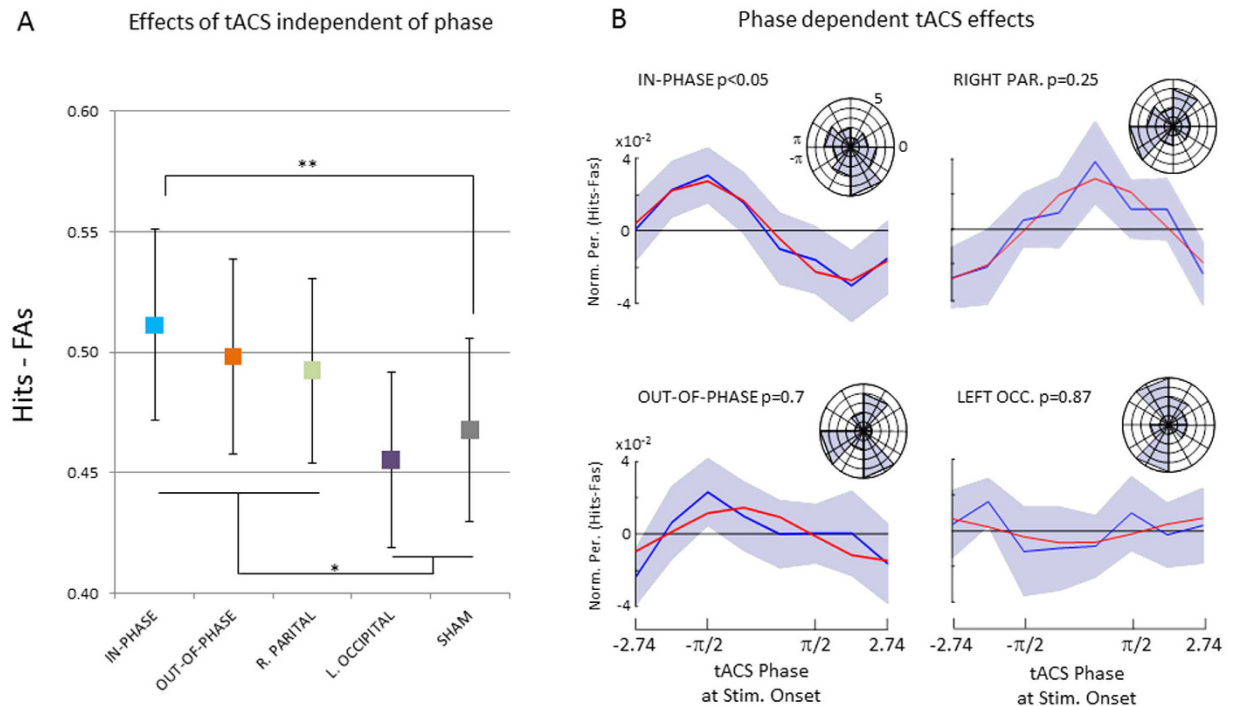 A
Effects of tACS independent of phase
Hits - FAs
0.60
0.55
0.50
0.45
0.40
**
*
IN-PHASE
OUT-OF-PHASE
R. PARITAL
L. OCCIPITAL
SHAM
B
Phase dependent tACS effects
IN-PHASE p<0.05
5
π
-π
0
x10-2
4
0
-4
Norm. Per. (Hits-Fas)
RIGHT PAR. p=0.25
OUT-OF-PHASE p=0.7
x10-2
4
0
-4
Norm. Per. (Hits-Fas)
LEFT OCC. p=0.87
-2.74 -π/2 π/2 2.74
tACS Phase
at Stim. Onset
-2.74 -π/2 π/2 2.74
tACS Phase
at Stim. Onset